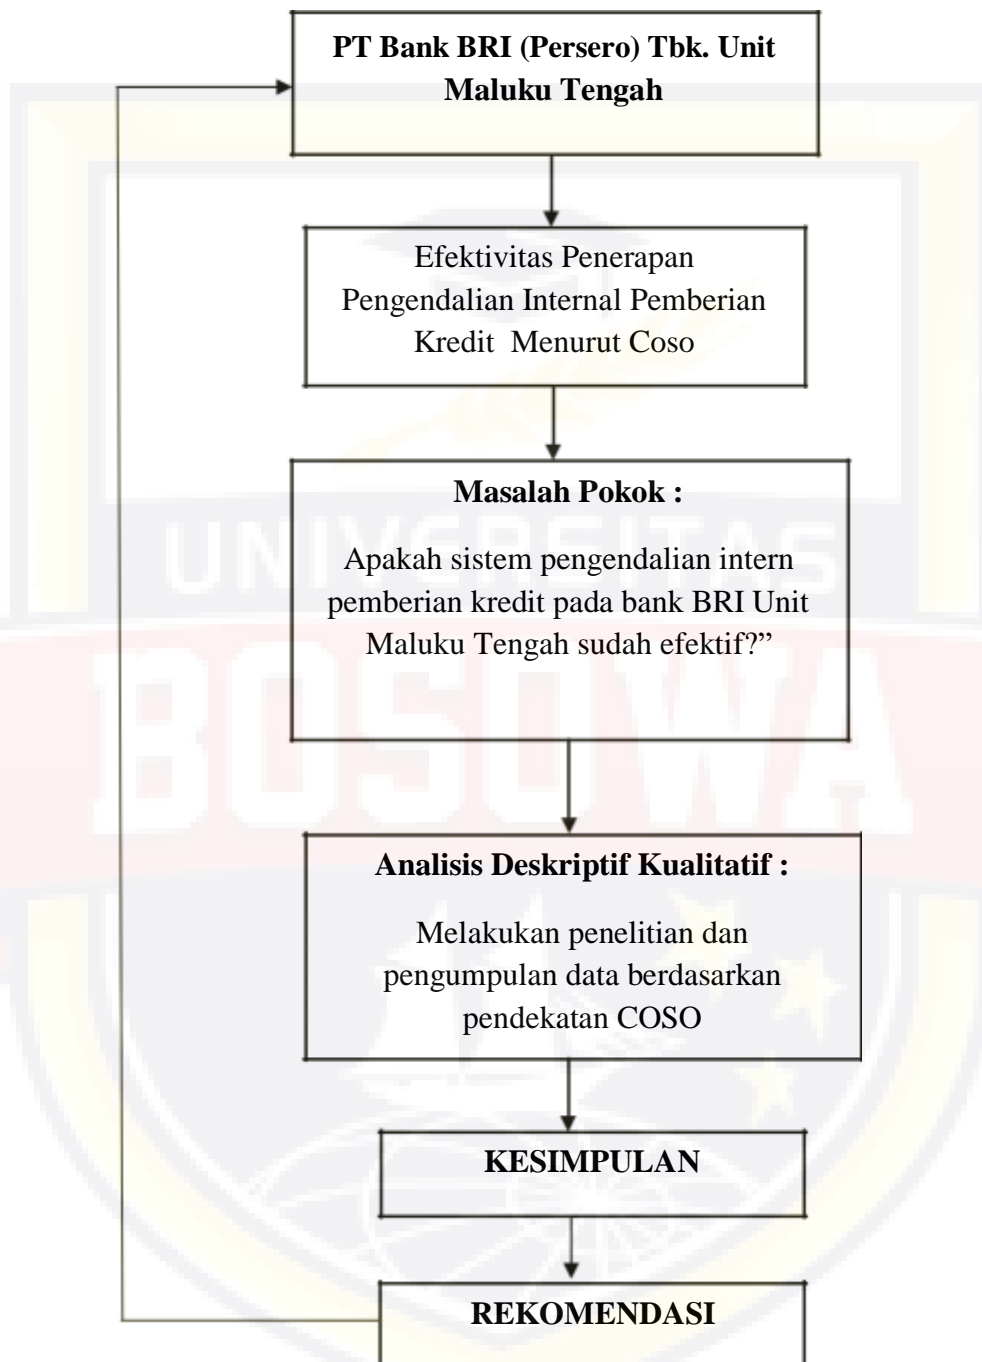 PT Bank BRI (Persero) Tbk. Unit
Maluku Tengah
Efektivitas Penerapan
Pengendalian Internal Pemberian
Kredit Menurut Coso
Masalah Pokok :
Apakah sistem pengendalian intern
pemberian kredit pada bank BRI Unit
Maluku Tengah sudah efektif?”
UNIVERSITAS
BOSOWA
Analisis Deskriptif Kualitatif :
Melakukan penelitian dan
pengumpulan data berdasarkan
pendekatan COSO
KESIMPULAN
REKOMENDASI